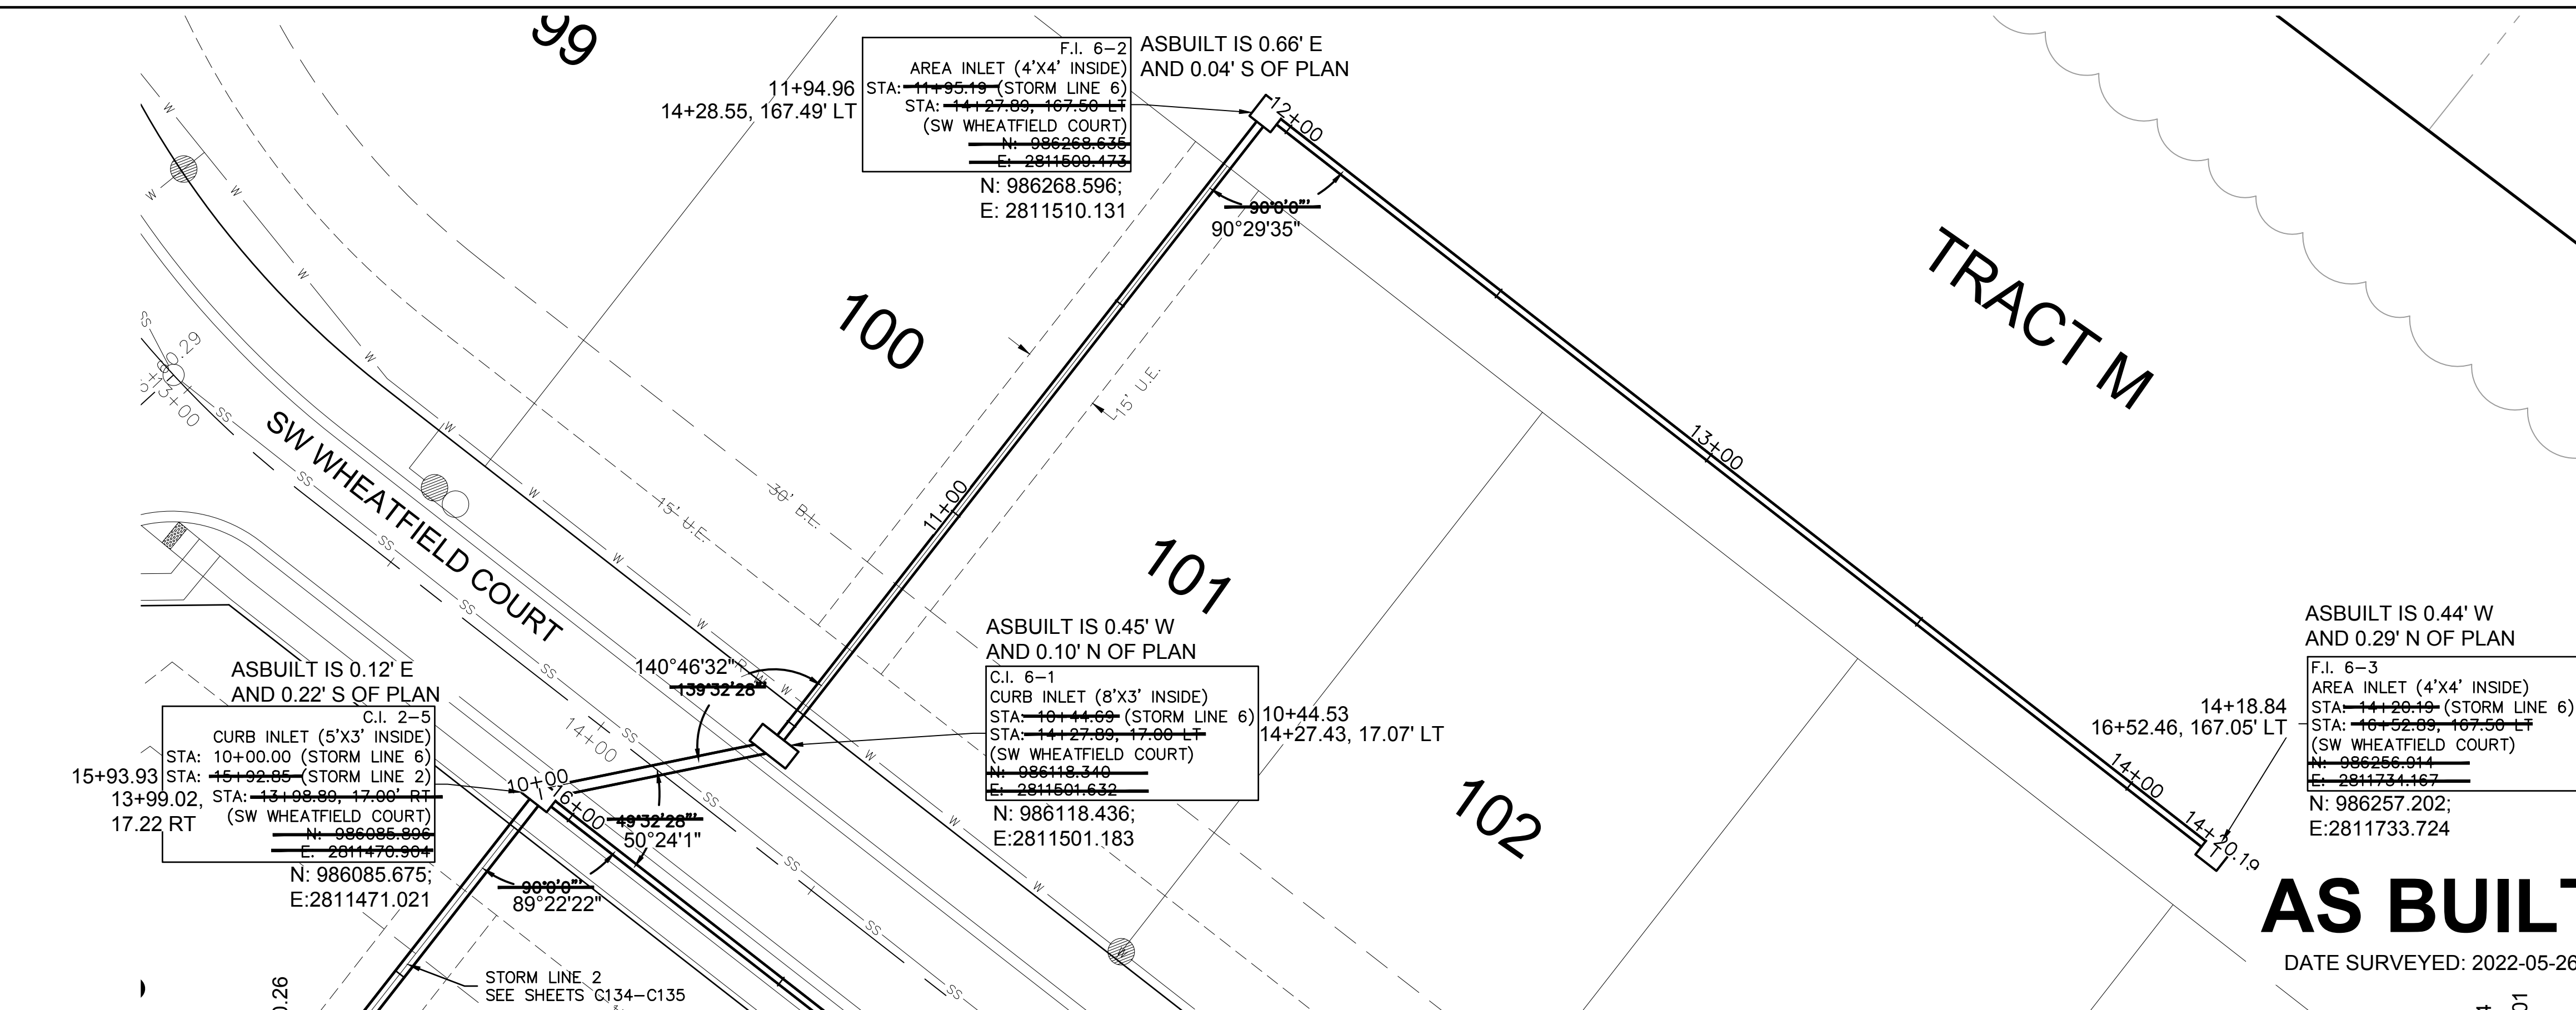 99
F.I. 6-2
AREA INLET (4'X4' INSIDE)
STA: 11+95.19 (STORM LINE 6)
STA: 14+27.89, 167.50 LT
(SW WHEATFIELD COURT)
N: 986268.635
E: 2811509.473
ASBUILT IS 0.66' E
AND 0.04' S OF PLAN
11+94.96
14+28.55, 167.49' LT
N: 986268.596;
E: 2811510.131
12+00
90°0'0"
90°29'35"
TRACT M
100
15' U.E.
SW WHEATFIELD COURT
13+00
15' U.E.
30' B.L.
11+00
13+00
101
102
140°46'32"
139°32'28"
14+00
ASBUILT IS 0.12' E
AND 0.22' S OF PLAN
C.I. 2-5
CURB INLET (5'X3' INSIDE)
STA: 10+00.00 (STORM LINE 6)
STA: 15+92.85 (STORM LINE 2)
STA: 13+98.89, 17.00' RT
(SW WHEATFIELD COURT)
N: 986085.896
E: 2811470.904
15+93.93
13+99.02,
17.22 RT
N: 986085.675;
E:2811471.021
10+00
16+00
49°32'28"
50°24'1"
90°0'0"
89°22'22"
ASBUILT IS 0.45' W
AND 0.10' N OF PLAN
C.I. 6-1
CURB INLET (8'X3' INSIDE)
STA: 10+44.69 (STORM LINE 6)
STA: 14+27.89, 17.00 LT
(SW WHEATFIELD COURT)
N: 986118.340
E: 2811501.632
10+44.53
14+27.43, 17.07' LT
N: 986118.436;
E:2811501.183
ASBUILT IS 0.44' W
AND 0.29' N OF PLAN
F.I. 6-3
AREA INLET (4'X4' INSIDE)
STA: 14+20.19 (STORM LINE 6)
STA: 16+52.89, 167.50 LT
(SW WHEATFIELD COURT)
N: 986256.914
E: 2811734.167
14+18.84
16+52.46, 167.05' LT
N: 986257.202;
E:2811733.724
14+00
14+20.19
STORM LINE 2
SEE SHEETS C134-C135
AS BUILT
DATE SURVEYED: 2022-05-26